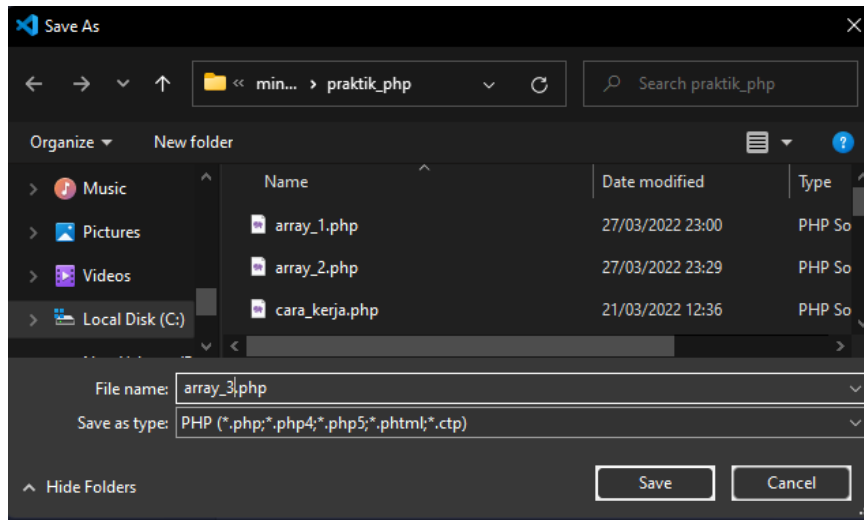 Save As
« min... › praktik_php
Search praktik_php
Organize
New folder
Name
Date modified
Type
Music
Pictures
Videos
Local Disk (C:)
array_1.php
27/03/2022 23:00
PHP So
array_2.php
27/03/2022 23:29
PHP So
cara_kerja.php
21/03/2022 12:36
PHP So
File name: array_3.php
Save as type: PHP (*.php;*.php4;*.php5;*.phtml;*.ctp)
Hide Folders
Save
Cancel